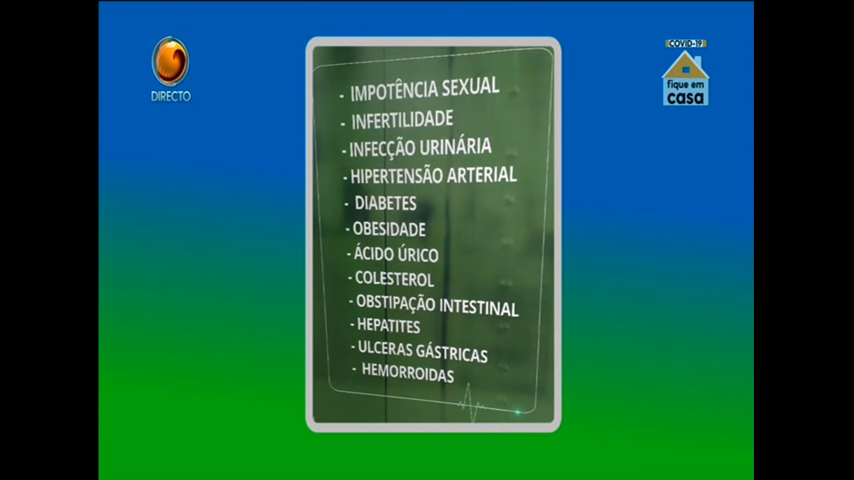 DIRECTO
COVID-19
fique em
casa
- IMPOTÊNCIA SEXUAL
- INFERTILIDADE
- INFECÇÃO URINÁRIA
- HIPERTENSÃO ARTERIAL
- DIABETES
- OBESIDADE
- ÁCIDO ÚRICO
- COLESTEROL
- OBSTIPAÇÃO INTESTINAL
- HEPATITES
- ULCERAS GÁSTRICAS
- HEMORROIDAS